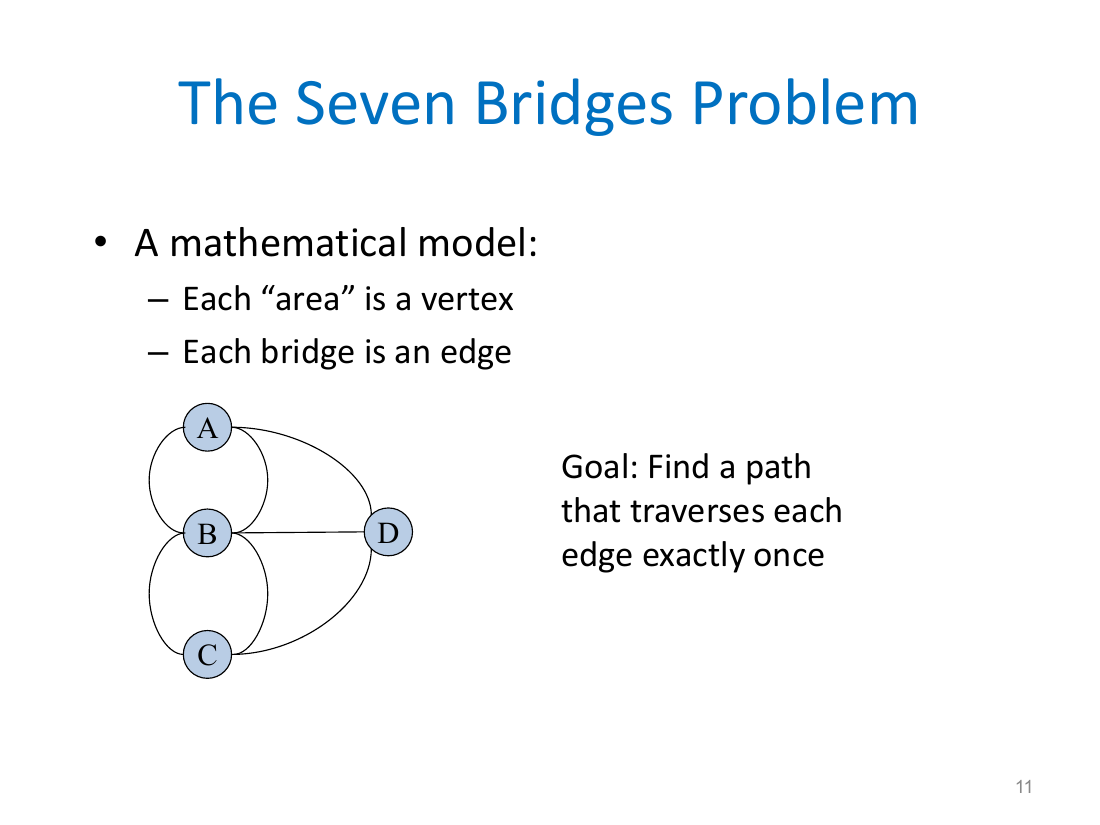 The Seven Bridges Problem
• A mathematical model:
– Each “area” is a vertex
– Each bridge is an edge
A
B
D
C
Goal: Find a path
that traverses each
edge exactly once
11